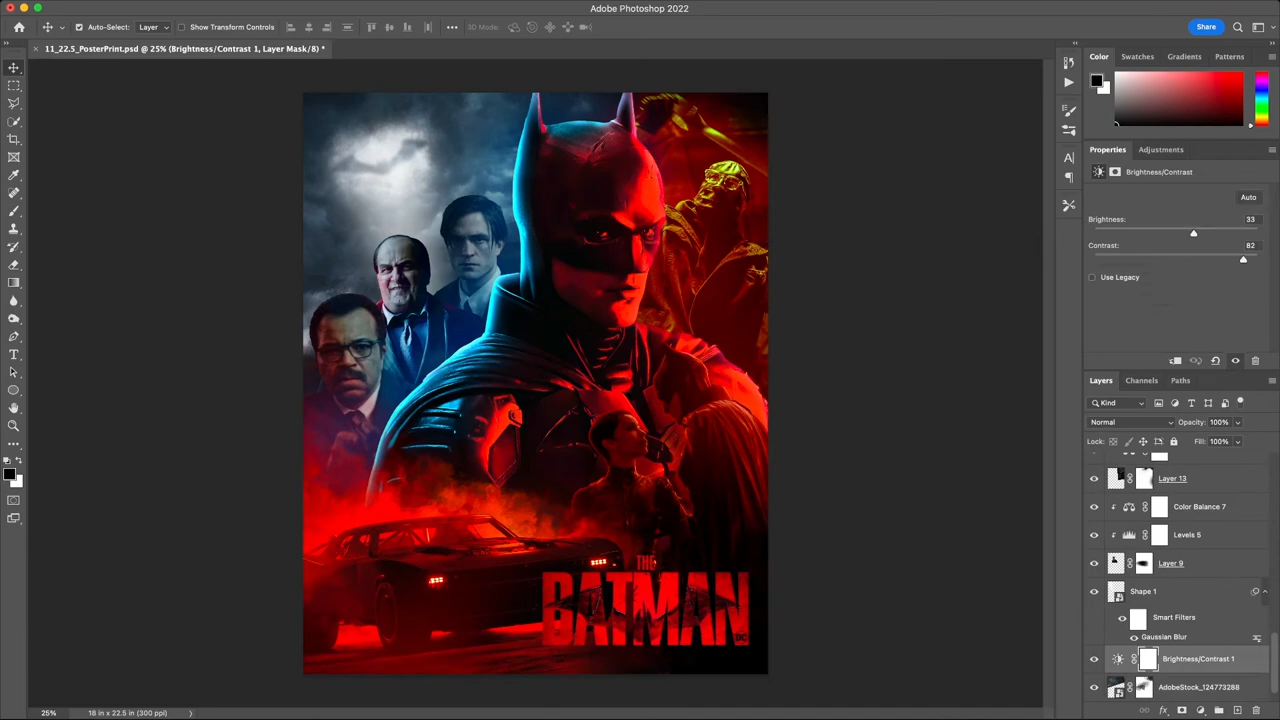 Adobe Photoshop 2022
Auto-Select: Layer Show Transform Controls 3D Mode: Share
11_22.5_PosterPrint.psd @ 25% (Brightness/Contrast 1, Layer Mask/8) *
Color Swatches Gradients Patterns
Properties Adjustments
Brightness/Contrast
Auto
Brightness: 33
Contrast: 82
Use Legacy
Layers Channels Paths
Kind
Normal Opacity: 100%
Lock: Fill: 100%
Layer 13
Color Balance 7
Levels 5
Layer 9
Shape 1
Smart Filters
Gaussian Blur
Brightness/Contrast 1
AdobeStock_124773288
THE
BATMAN
DC
25% 18 in x 22.5 in (300 ppi)